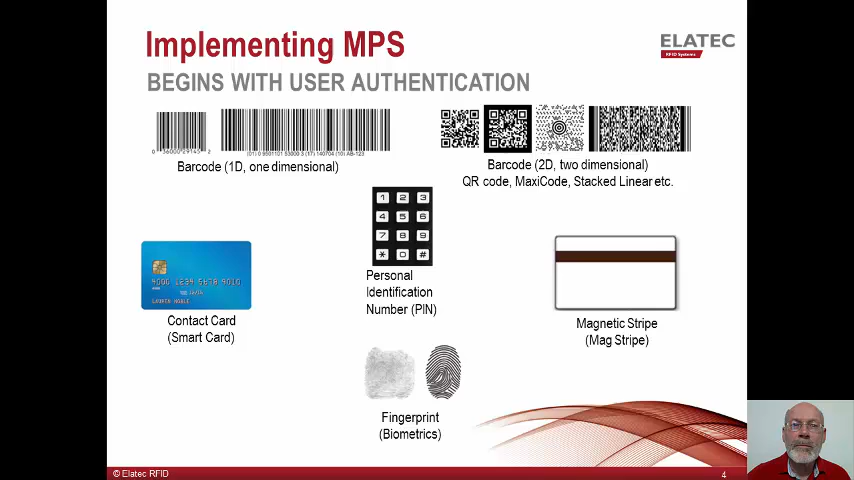 Implementing MPS
ELATEC
RFID Systems
BEGINS WITH USER AUTHENTICATION
Barcode (1D, one dimensional)
Barcode (2D, two dimensional)
QR code, MaxiCode, Stacked Linear etc.
1 2 3
4 5 6
7 8 9
* 0 #
Personal
Identification
Number (PIN)
Contact Card
(Smart Card)
Magnetic Stripe
(Mag Stripe)
Fingerprint
(Biometrics)
© Elatec RFID
4